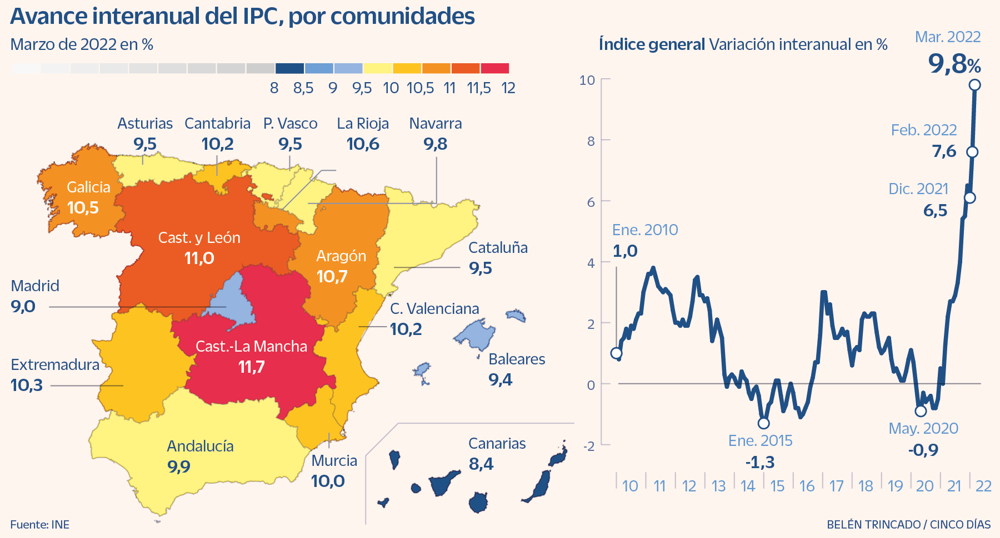 Avance interanual del IPC, por comunidades
Marzo de 2022 en %
8 8,5 9 9,5 10 10,5 11 11,5 12
Asturias
9,5
Cantabria
10,2
P. Vasco
9,5
La Rioja
10,6
Navarra
9,8
Galicia
10,5
Cast. y León
11,0
Aragón
10,7
Cataluña
9,5
Madrid
9,0
C. Valenciana
10,2
Cast.-La Mancha
11,7
Extremadura
10,3
Baleares
9,4
Andalucía
9,9
Murcia
10,0
Canarias
8,4
Fuente: INE
Índice general Variación interanual en %
Mar. 2022
9,8%
Feb. 2022
7,6
Dic. 2021
6,5
Ene. 2010
1,0
Ene. 2015
-1,3
May. 2020
-0,9
10
8
6
4
2
0
-2
10 11 12 13 14 15 16 17 18 19 20 21 22
BELÉN TRINCADO / CINCO DÍAS